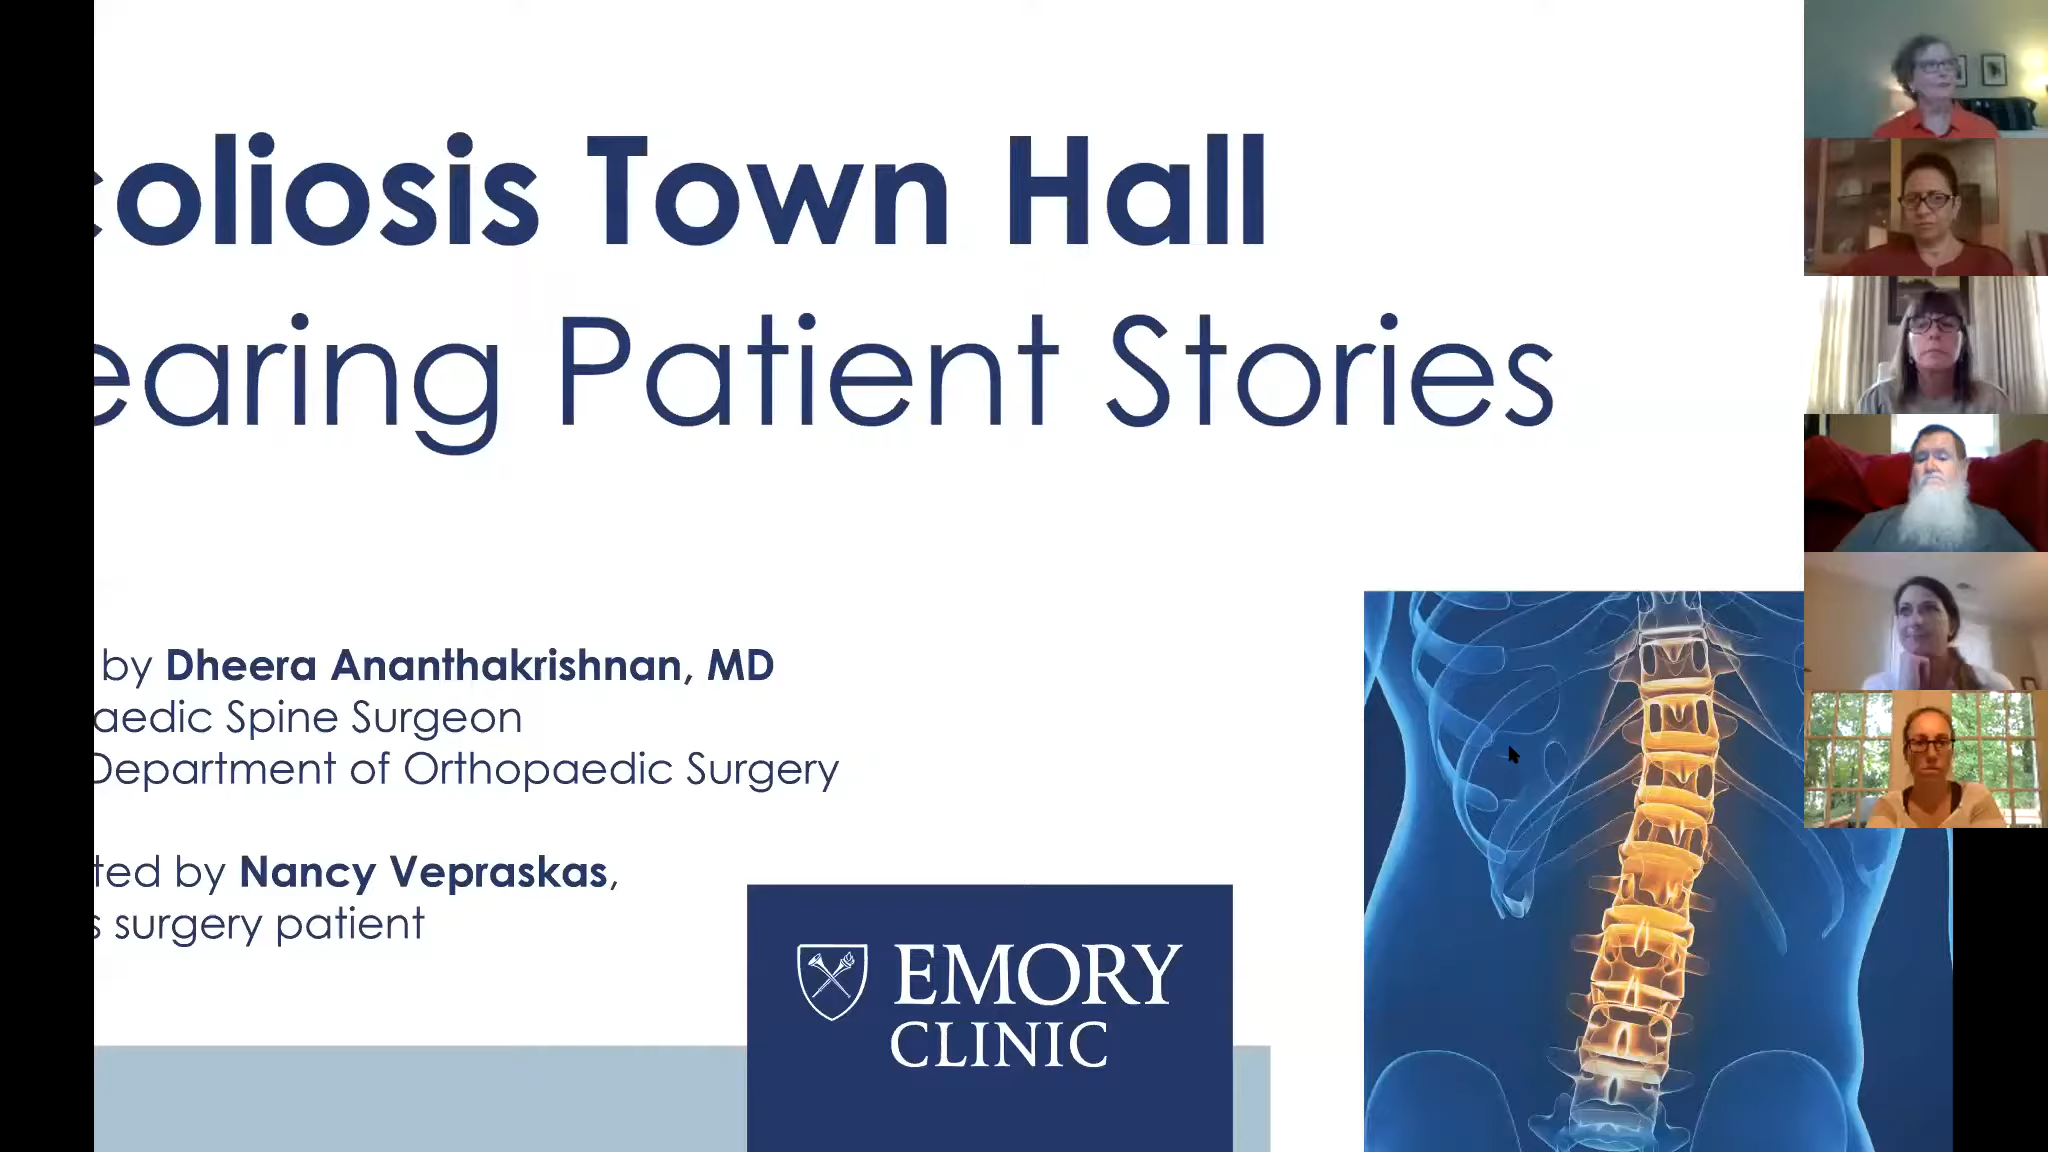 coliosis Town Hall
earing Patient Stories
by Dheera Ananthakrishnan, MD
aedic Spine Surgeon
Department of Orthopaedic Surgery
ted by Nancy Vepraskas,
s surgery patient
EMORY
CLINIC